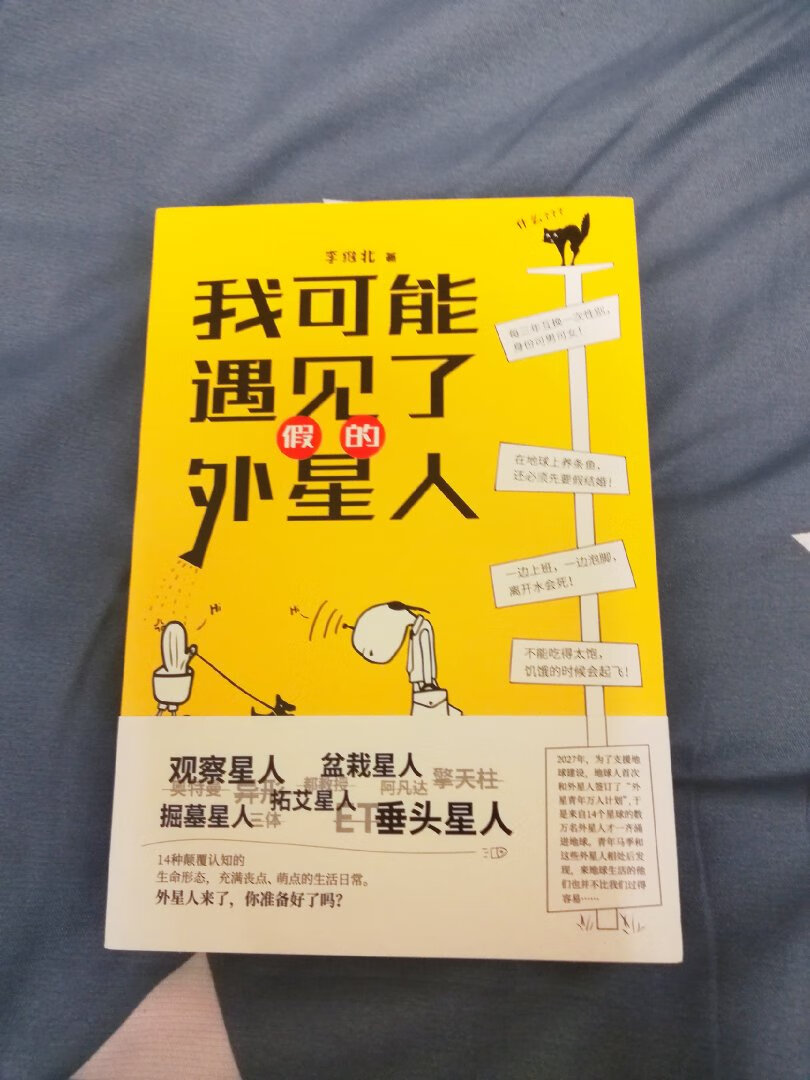 李维北 著
我可能
遇见了
假的
外星人
什么???
每三年互换一次性别，
身份可男可女！
在地球上养条鱼，
还必须先要假结婚！
一边上班，一边泡脚，
离开水会死！
不能吃得太饱，
饥饿的时候会起飞！
Hi
Hi
观察星人 盆栽星人
奥特曼 异形 都教授 阿凡达 擎天柱
拓艾星人
掘墓星人 三体 ET 垂头星人
14种颠覆认知的
生命形态，充满丧点、萌点的生活日常。
外星人来了，你准备好了吗？
2027年，为了支援地
球建设，地球人首次
和外星人签订了“外
星青年万人计划”，于
是来自14个星球的数
万名外星人才一齐涌
进地球。青年马季和
这些外星人相处后发
现，来地球生活的他
们也并不比我们过得
容易……